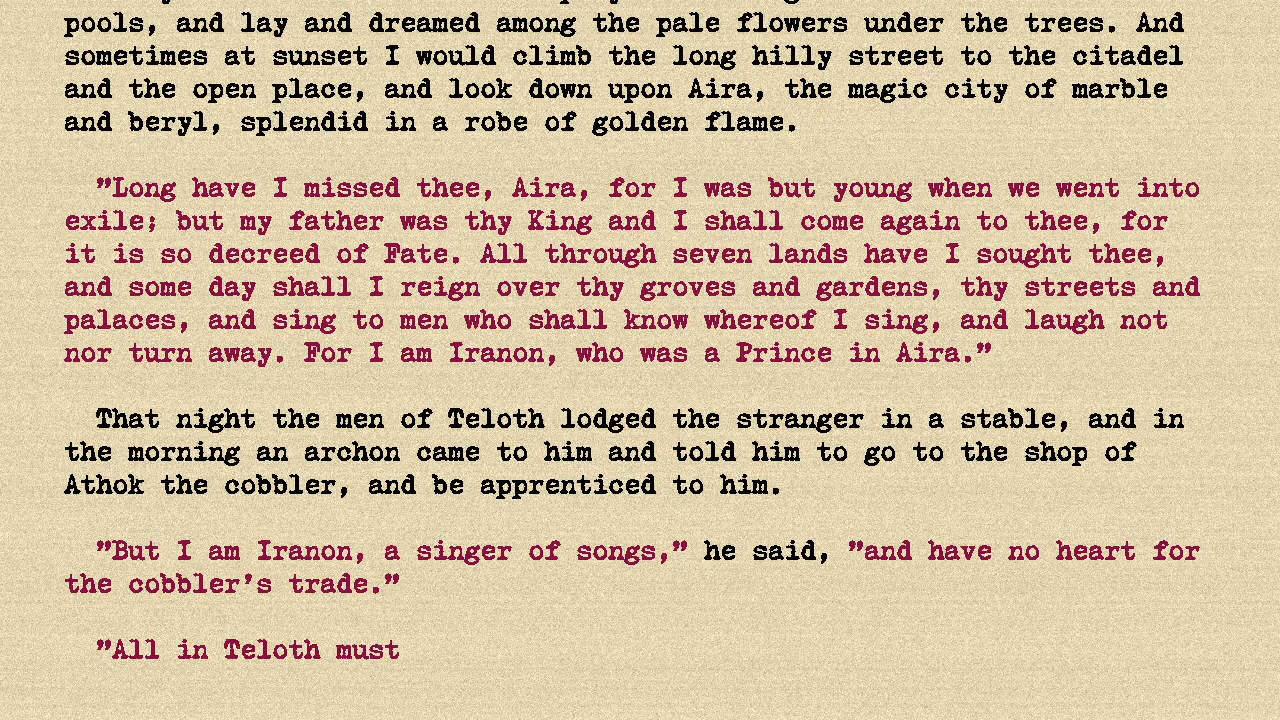 pools, and lay and dreamed among the pale flowers under the trees. And
sometimes at sunset I would climb the long hilly street to the citadel
and the open place, and look down upon Aira, the magic city of marble
and beryl, splendid in a robe of golden flame.
”Long have I missed thee, Aira, for I was but young when we went into
exile; but my father was thy King and I shall come again to thee, for
it is so decreed of Fate. All through seven lands have I sought thee,
and some day shall I reign over thy groves and gardens, thy streets and
palaces, and sing to men who shall know whereof I sing, and laugh not
nor turn away. For I am Iranon, who was a Prince in Aira.”
That night the men of Teloth lodged the stranger in a stable, and in
the morning an archon came to him and told him to go to the shop of
Athok the cobbler, and be apprenticed to him.
”But I am Iranon, a singer of songs,” he said, ”and have no heart for
the cobbler’s trade.”
”All in Teloth must